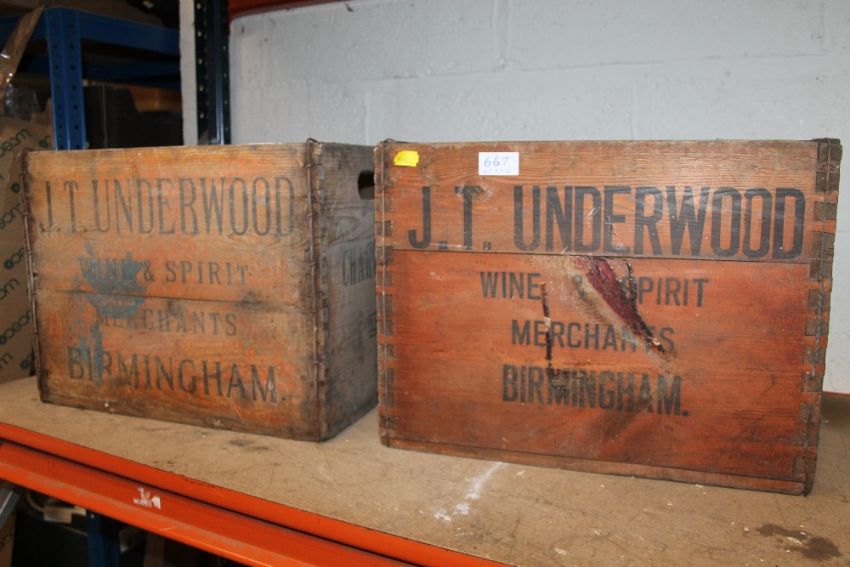 J.T. UNDERWOOD
WINE & SPIRIT
MERCHANTS
BIRMINGHAM.
667
J.T. UNDERWOOD
WINE & SPIRIT
MERCHANTS
BIRMINGHAM.